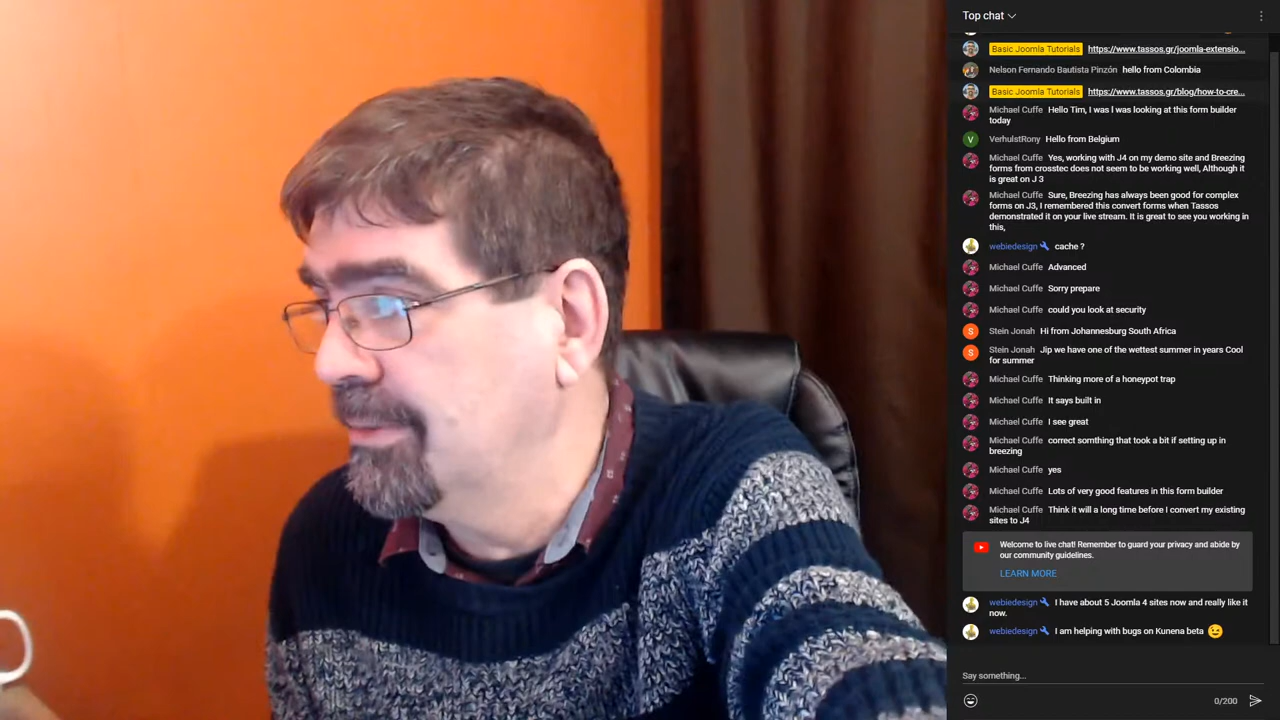 Top chat
Basic Joomla Tutorials https://www.tassos.gr/joomla-extensio...
Nelson Fernando Bautista Pinzón hello from Colombia
Basic Joomla Tutorials https://www.tassos.gr/blog/how-to-cre...
Michael Cuffe Hello Tim, I was l was looking at this form builder
today
V VerhulstRony Hello from Belgium
Michael Cuffe Yes, working with J4 on my demo site and Breezing
forms from crosstec does not seem to be working well, Although it
is great on J 3
Michael Cuffe Sure, Breezing has always been good for complex
forms on J3, I remembered this convert forms when Tassos
demonstrated it on your live stream. It is great to see you working in
this,
webiedesign cache ?
Michael Cuffe Advanced
Michael Cuffe Sorry prepare
Michael Cuffe could you look at security
S Stein Jonah Hi from Johannesburg South Africa
S Stein Jonah Jip we have one of the wettest summer in years Cool
for summer
Michael Cuffe Thinking more of a honeypot trap
Michael Cuffe It says built in
Michael Cuffe I see great
Michael Cuffe correct somthing that took a bit if setting up in
breezing
Michael Cuffe yes
Michael Cuffe Lots of very good features in this form builder
Michael Cuffe Think it will a long time before I convert my existing
sites to J4
Welcome to live chat! Remember to guard your privacy and abide by
our community guidelines.
LEARN MORE
webiedesign I have about 5 Joomla 4 sites now and really like it
now.
webiedesign I am helping with bugs on Kunena beta
Say something...
0/200